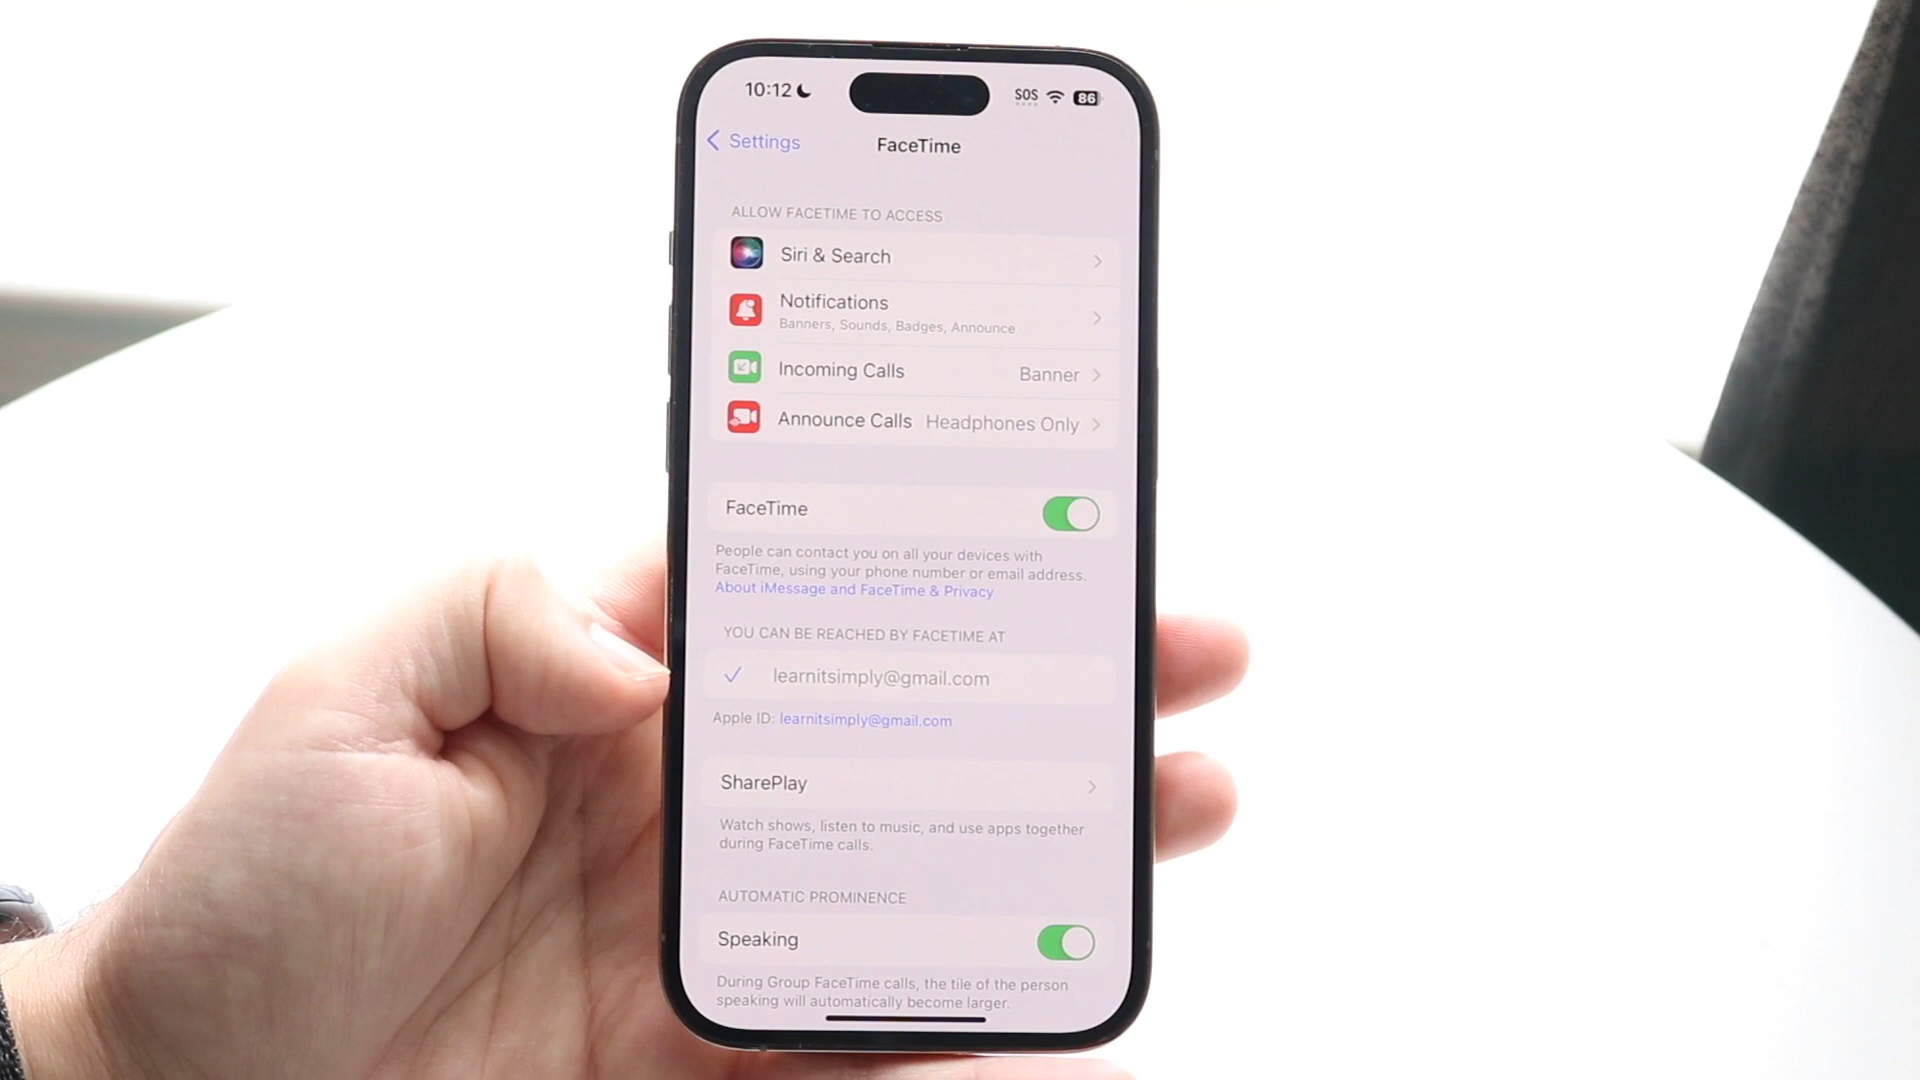 10:12
SOS 86
Settings
FaceTime
ALLOW FACETIME TO ACCESS
Siri & Search
Notifications
Banners, Sounds, Badges, Announce
Incoming Calls Banner
Announce Calls Headphones Only
FaceTime
People can contact you on all your devices with
FaceTime, using your phone number or email address.
About iMessage and FaceTime & Privacy
YOU CAN BE REACHED BY FACETIME AT
learnitsimply@gmail.com
Apple ID: learnitsimply@gmail.com
SharePlay
Watch shows, listen to music, and use apps together
during FaceTime calls.
AUTOMATIC PROMINENCE
Speaking
During Group FaceTime calls, the tile of the person
speaking will automatically become larger.